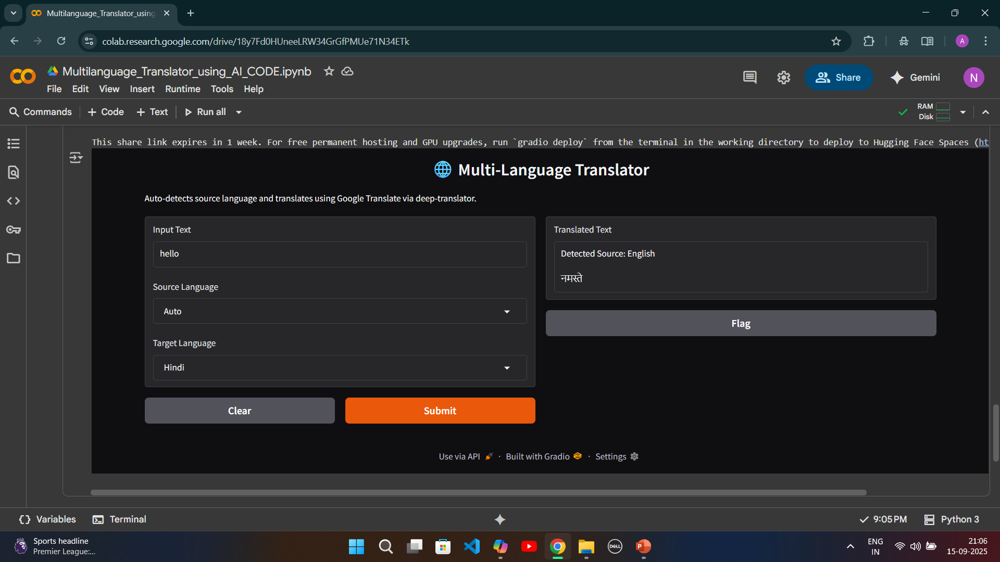 Multilanguage_Translator_using
colab.research.google.com/drive/18y7Fd0HUneeLRW34GrGfPMUe71N34ETk
A
Multilanguage_Translator_using_AI_CODE.ipynb
File Edit View Insert Runtime Tools Help
Share
Gemini
N
Commands + Code + Text Run all
RAM
Disk
This share link expires in 1 week. For free permanent hosting and GPU upgrades, run `gradio deploy` from the terminal in the working directory to deploy to Hugging Face Spaces (ht
Multi-Language Translator
Auto-detects source language and translates using Google Translate via deep-translator.
Input Text
hello
Source Language
Auto
Target Language
Hindi
Clear
Submit
Translated Text
Detected Source: English
नमस्ते
Flag
Use via API · Built with Gradio · Settings
Variables
Terminal
9:05 PM
Python 3
Sports headline
Premier League:...
DELL
P
ENG
IN
21:06
15-09-2025